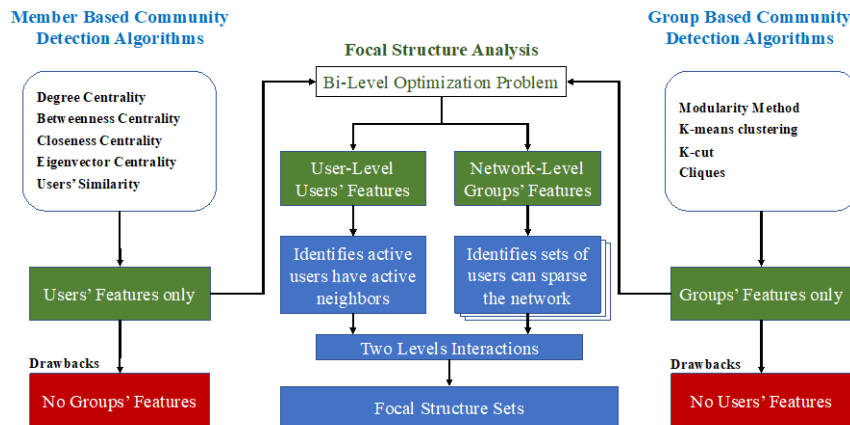 Member Based Community
Detection Algorithms
Degree Centrality
Betweenness Centrality
Closeness Centrality
Eigenvector Centrality
Users' Similarity
Users' Features only
Drawbacks
No Groups' Features
Focal Structure Analysis
Bi-Level Optimization Problem
User-Level
Users' Features
Network-Level
Groups' Features
Identifies active
users have active
neighbors
Identifies sets of
users can sparse
the network
Two Levels Interactions
Focal Structure Sets
Group Based Community
Detection Algorithms
Modularity Method
K-means clustering
K-cut
Cliques
Groups' Features only
Drawbacks
No Users' Features